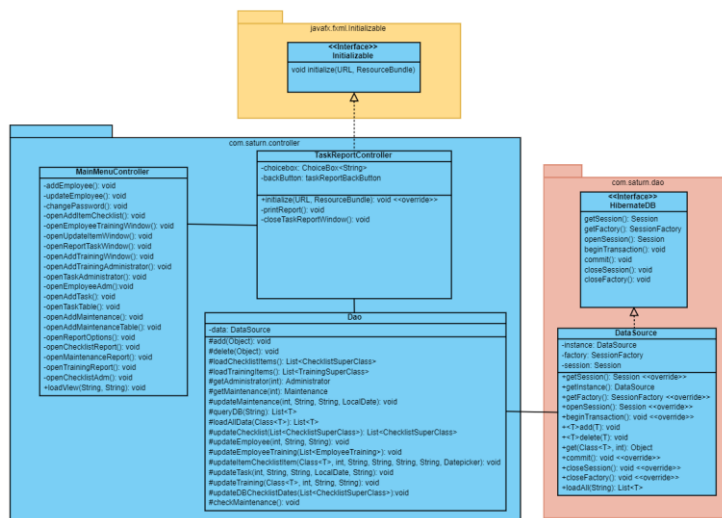 javafx.fxml.Initializable
<<Interface>>
Initializable
void initialize(URL, ResourceBundle)
com.saturn.controller
MainMenuController
-addEmployee(): void
-updateEmployee(): void
-changePassword(): void
-openAddItemChecklist(): void
-openEmployeeTrainingWindow(): void
-openUpdateItemWindow(): void
-openReportTaskWindow(): void
-openAddTrainingWindow(): void
-openAddTrainingAdministrator(): void
-openTaskAdministrator(): void
-openEmployeeAdm():void
-openAddTask(): void
-openTaskTable(): void
-openAddMaintenance(): void
-openAddMaintenanceTable(): void
-openReportOptions(): void
-openChecklistReport(): void
-openMaintenanceReport(): void
-openTrainingReport(): void
-openChecklistAdm(): void
+loadView(String, String): void
TaskReportController
-choicebox: ChoiceBox<String>
-backButton: taskReportBackButton
+initialize(URL, ResourceBundle): void <<override>>
-printReport(): void
-closeTaskReportWindow(): void
Dao
-data: DataSource
#add(Object): void
#delete(Object): void
#loadChecklistItems(): List<ChecklistSuperClass>
#loadTrainingItems(): List<TrainingSuperClass>
#getAdministrator(int): Administrator
#getMaintenance(int): Maintenance
#updateMaintenance(int, String, String, LocalDate): void
#queryDB(String): List<T>
#loadAllData(Class<T>): List<T>
#updateChecklist(List<ChecklistSuperClass>): List<ChecklistSuperClass>
#updateEmployee(int, String, String): void
#updateEmployeeTraining(List<EmployeeTraining>): void
#updateItemChecklistItem(Class<T>, int, String, String, String, String, Datepicker): void
#updateTask(int, String, String, LocalDate, String): void
#updateTraining(Class<T>, int, String, String): void
#updateDBChecklistDates(List<ChecklistSuperClass>):void
#checkMaintenance(): void
com.saturn.dao
<<Interface>>
HibernateDB
getSession(): Session
getFactory(): SessionFactory
openSession(): Session
beginTransaction(): void
commit(): void
closeSession(): void
closeFactory(): void
DataSource
-instance: DataSource
-factory: SessionFactory
-session: Session
+getSession(): Session <<override>>
+getInstance(): DataSource
+getFactory(): SessionFactory <<override>>
+openSession(): Session <<override>>
+beginTransaction(): void <<override>>
+<T>add(T): void
+<T>delete(T): void
+get(Class<T>, int): Object
+commit(): void <<override>>
+closeSession(): void <<override>>
+closeFactory(): void <<override>>
+loadAll(String): List<T>